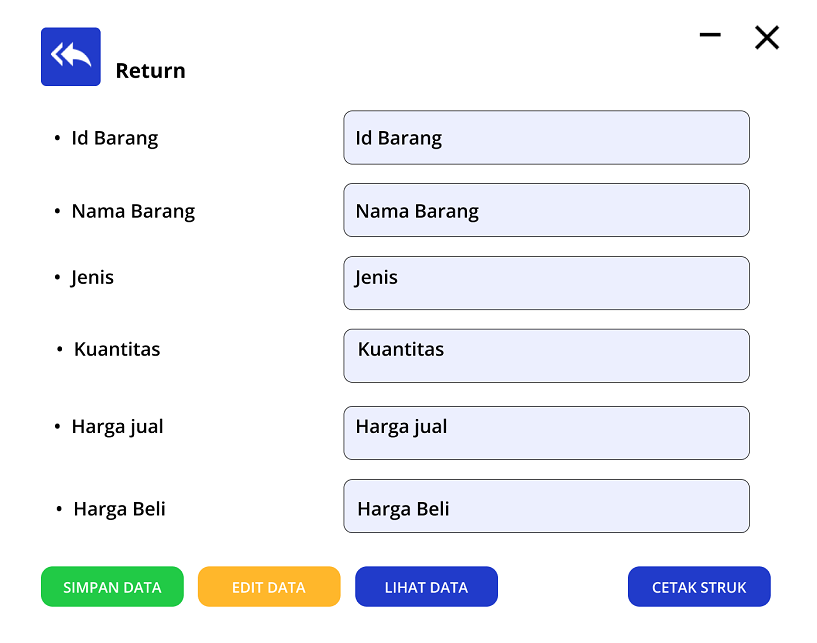 Return
• Id Barang
Id Barang
• Nama Barang
Nama Barang
• Jenis
Jenis
• Kuantitas
Kuantitas
• Harga jual
Harga jual
• Harga Beli
Harga Beli
SIMPAN DATA
EDIT DATA
LIHAT DATA
CETAK STRUK